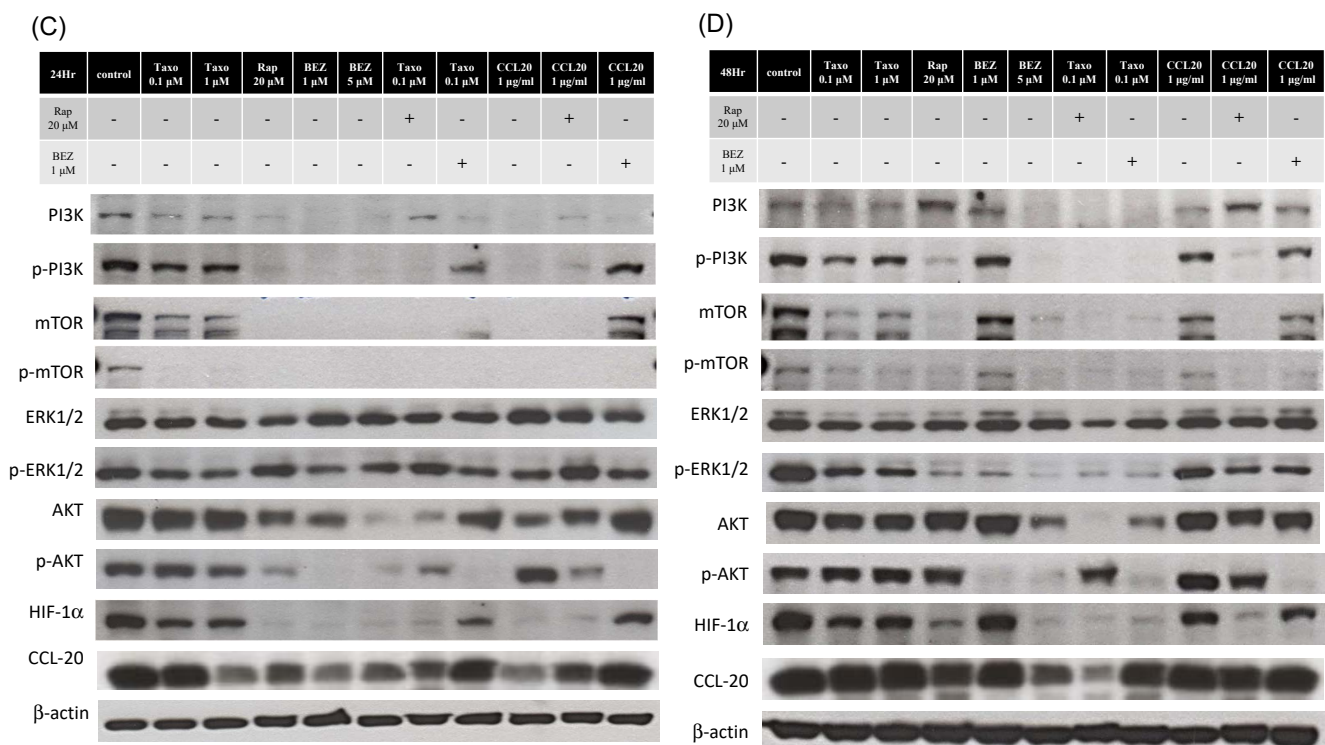 (C)
24Hr control Taxo 0.1 μM Taxo 1 μM Rap 20 μM BEZ 1 μM BEZ 5 μM Taxo 0.1 μM Taxo 0.1 μM CCL20 1 μg/ml CCL20 1 μg/ml CCL20 1 μg/ml
Rap 20 μM - - - - - - + - - + -
BEZ 1 μM - - - - - - - + - - +
PI3K
p-PI3K
mTOR
p-mTOR
ERK1/2
p-ERK1/2
AKT
p-AKT
HIF-1α
CCL-20
β-actin
(D)
48Hr control Taxo 0.1 μM Taxo 1 μM Rap 20 μM BEZ 1 μM BEZ 5 μM Taxo 0.1 μM Taxo 0.1 μM CCL20 1 μg/ml CCL20 1 μg/ml CCL20 1 μg/ml
Rap 20 μM - - - - - - + - - + -
BEZ 1 μM - - - - - - - + - - +
PI3K
p-PI3K
mTOR
p-mTOR
ERK1/2
p-ERK1/2
AKT
p-AKT
HIF-1α
CCL-20
β-actin